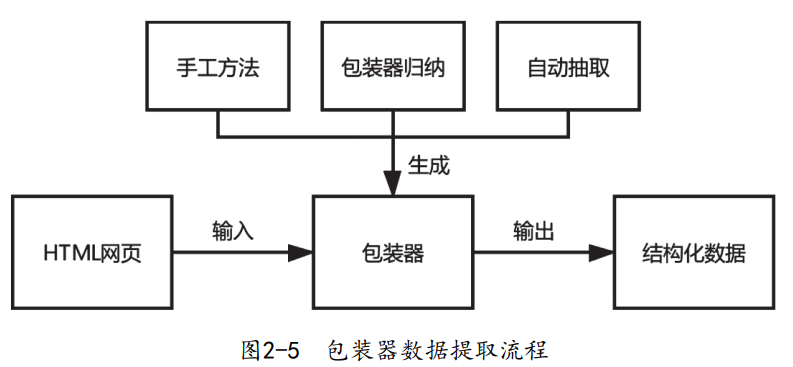 手工方法 包装器归纳 自动抽取
生成
输入 输出
HTML网页 包装器 结构化数据
图2-5 包装器数据提取流程